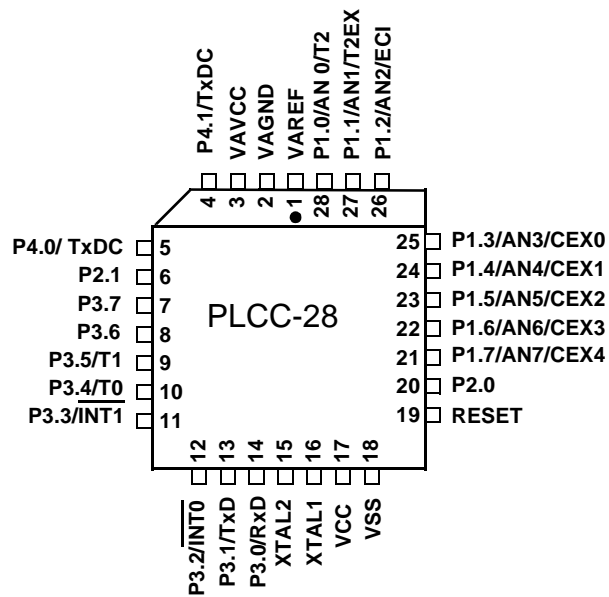 P4.1/TxDC
VAVCC
VAGND
VAREF
P1.0/AN 0/T2
P1.1/AN1/T2EX
P1.2/AN2/ECI
4
3
2
1
28
27
26
P4.0/ TxDC
5
P2.1
6
P3.7
7
P3.6
8
P3.5/T1
9
P3.4/T0
10
P3.3/INT1
11
PLCC-28
25
P1.3/AN3/CEX0
24
P1.4/AN4/CEX1
23
P1.5/AN5/CEX2
22
P1.6/AN6/CEX3
21
P1.7/AN7/CEX4
20
P2.0
19
RESET
12
13
14
15
16
17
18
P3.2/INT0
P3.1/TxD
P3.0/RxD
XTAL2
XTAL1
VCC
VSS